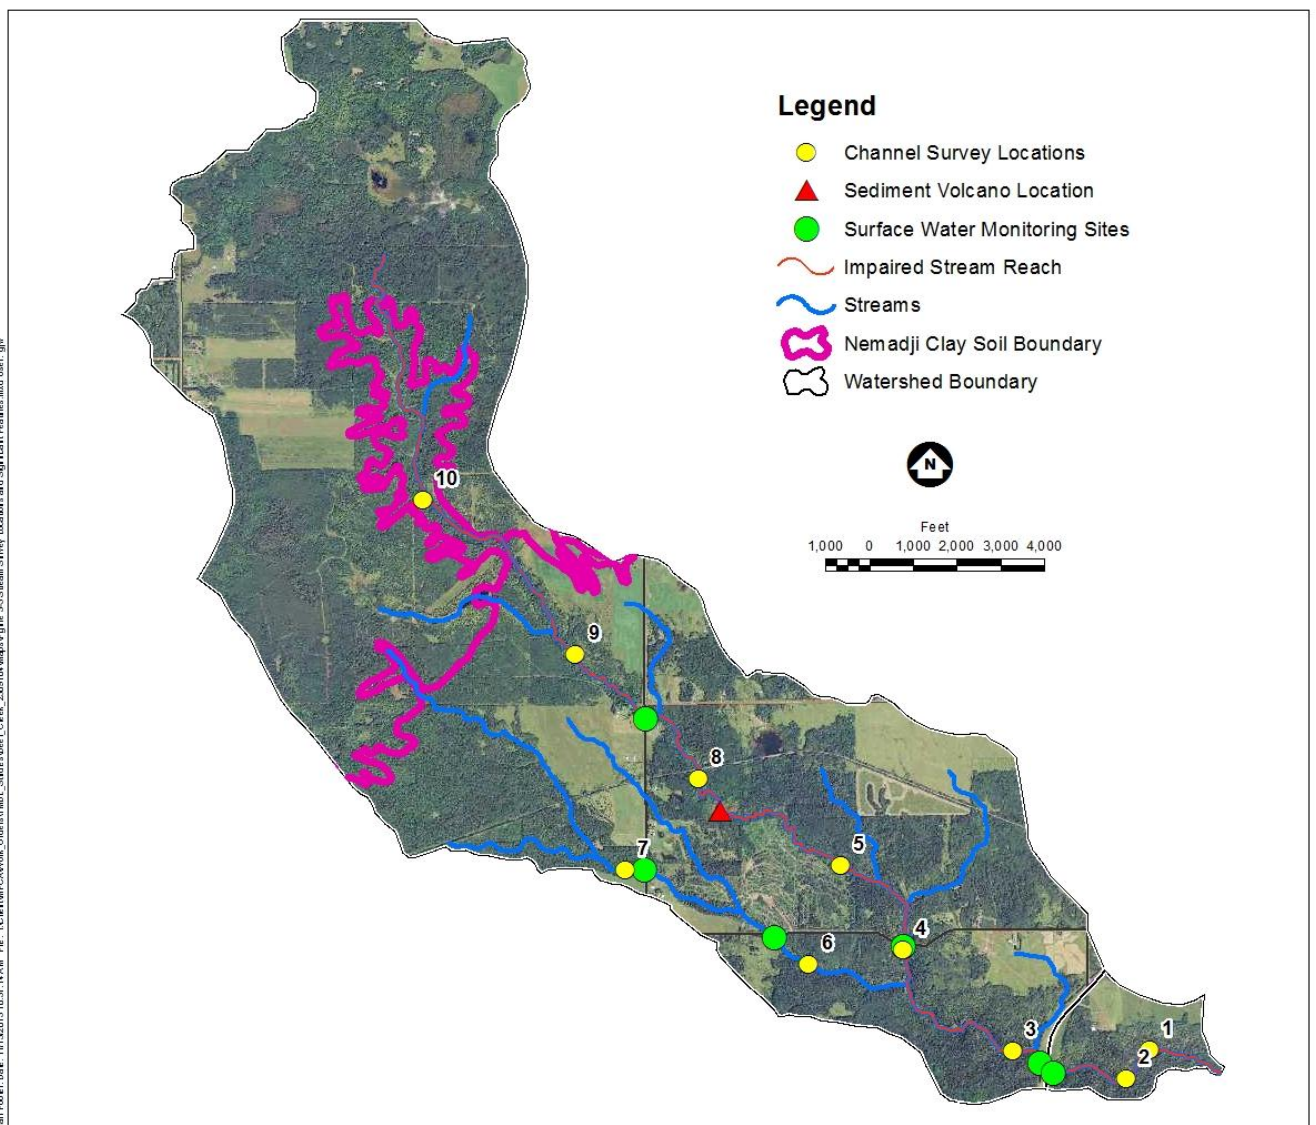 Legend
Channel Survey Locations
Sediment Volcano Location
Surface Water Monitoring Sites
Impaired Stream Reach
Streams
Nemadji Clay Soil Boundary
Watershed Boundary
N
Feet
1,000 0 1,000 2,000 3,000 4,000
10
9
8
5
7
4
6
3
1
2